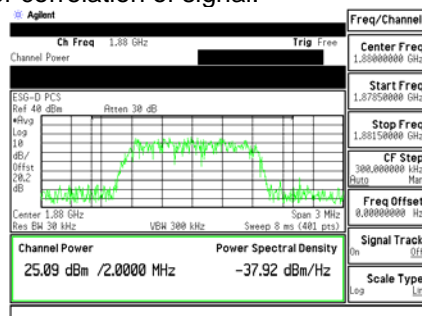 r correlation of signal.
Agilent
Freq/Channel
Ch Freq 1.88 GHz Trig Free
Channel Power
Center Freq
1.88000000 GHz
Start Freq
1.87850000 GHz
Stop Freq
1.88150000 GHz
CF Step
300.000000 kHz
Auto Man
Freq Offset
0.00000000 Hz
Signal Track
On Off
Scale Type
Log Lin
ESG-D PCS
Ref 40 dBm Atten 30 dB
#Avg
Log
10
dB/
Offst
20.2
dB
Center 1.88 GHz Span 3 MHz
Res BW 30 kHz VBW 300 kHz Sweep 8 ms (401 pts)
Channel Power Power Spectral Density
25.09 dBm /2.0000 MHz -37.92 dBm/Hz